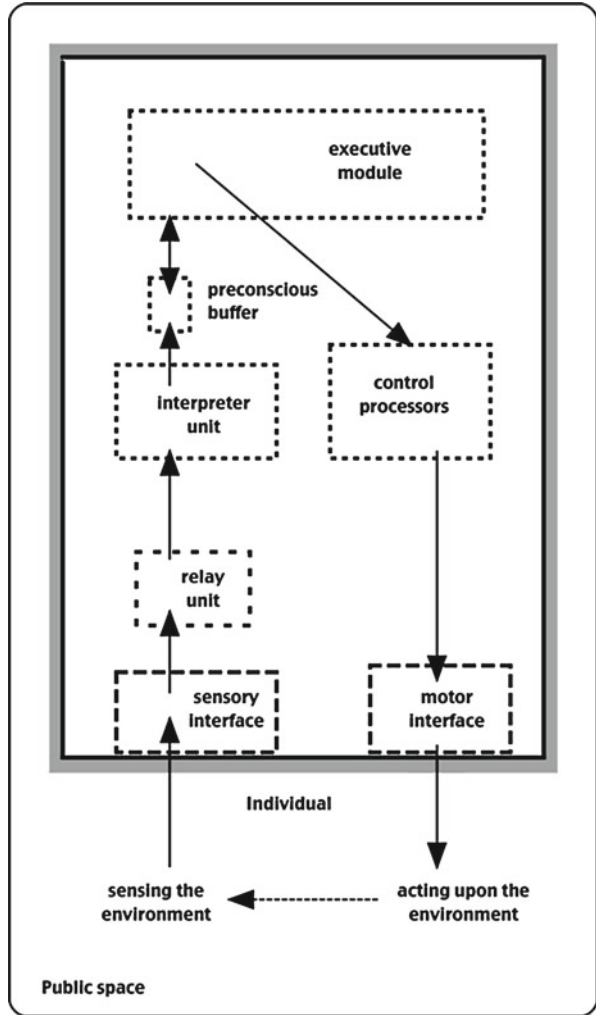 executive
module
preconscious
buffer
interpreter
unit
control
processors
relay
unit
sensory
interface
motor
interface
Individual
sensing the
environment
acting upon the
environment
Public space